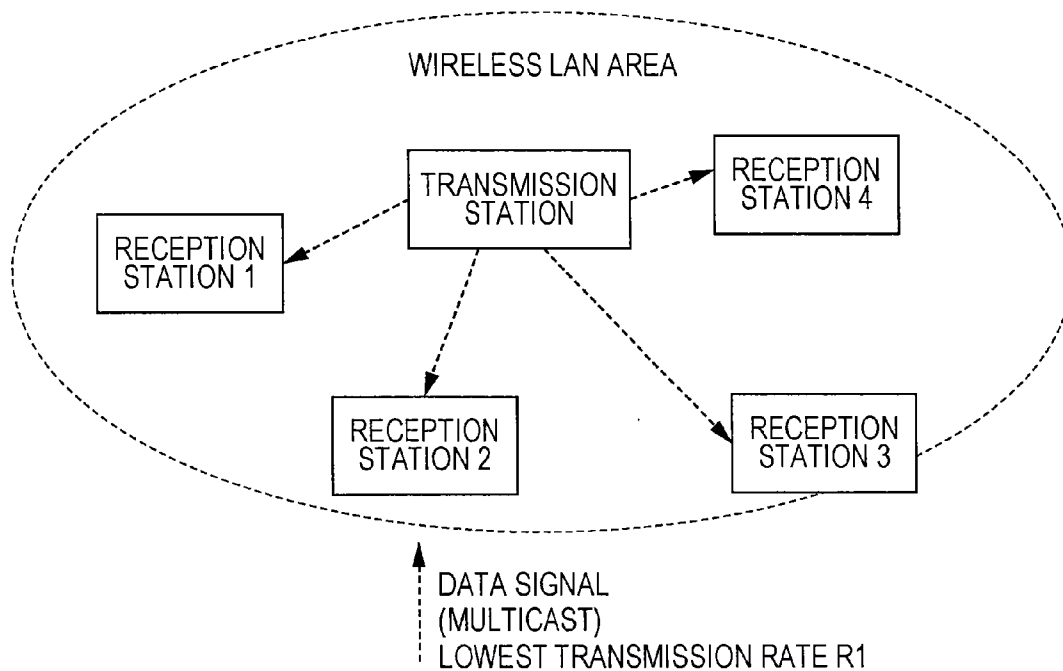 WIRELESS LAN AREA
TRANSMISSION
STATION
RECEPTION
STATION 4
RECEPTION
STATION 1
RECEPTION
STATION 2
RECEPTION
STATION 3
DATA SIGNAL
(MULTICAST)
LOWEST TRANSMISSION RATE R1